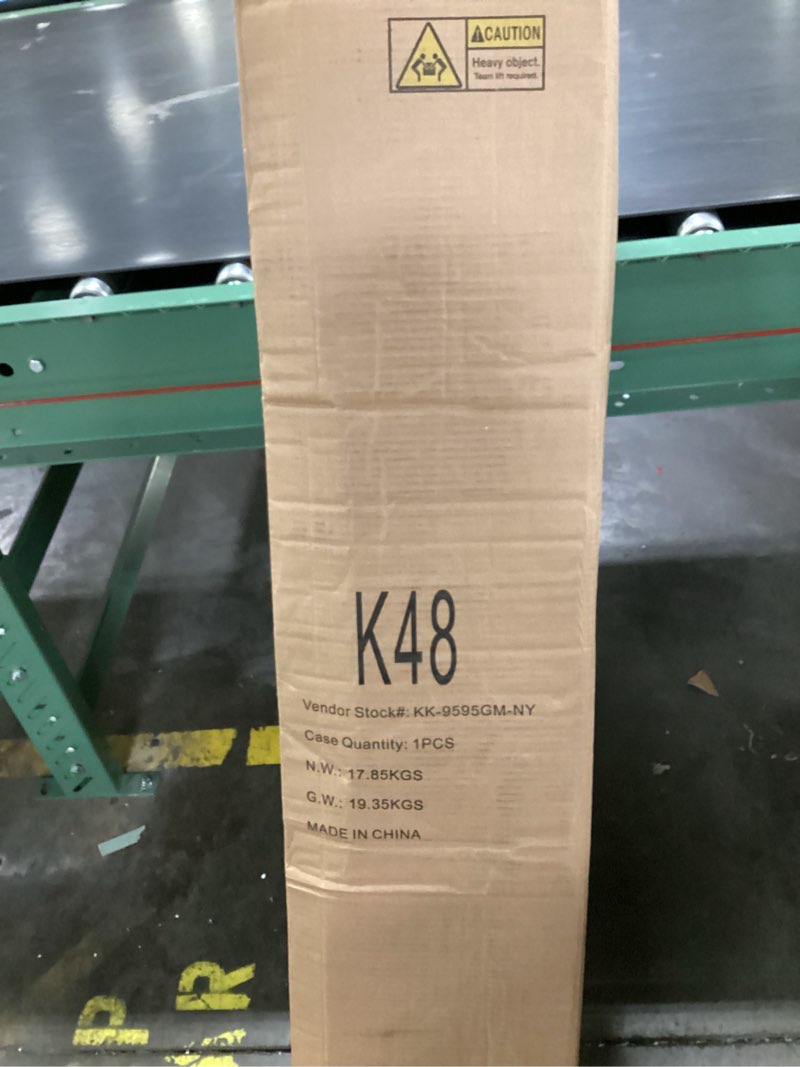 CAUTION
Heavy object.
Team lift required.
K48
Vendor Stock#: KK-9595GM-NY
Case Quantity: 1PCS
N.W.: 17.85KGS
G.W.: 19.35KGS
MADE IN CHINA
P
R